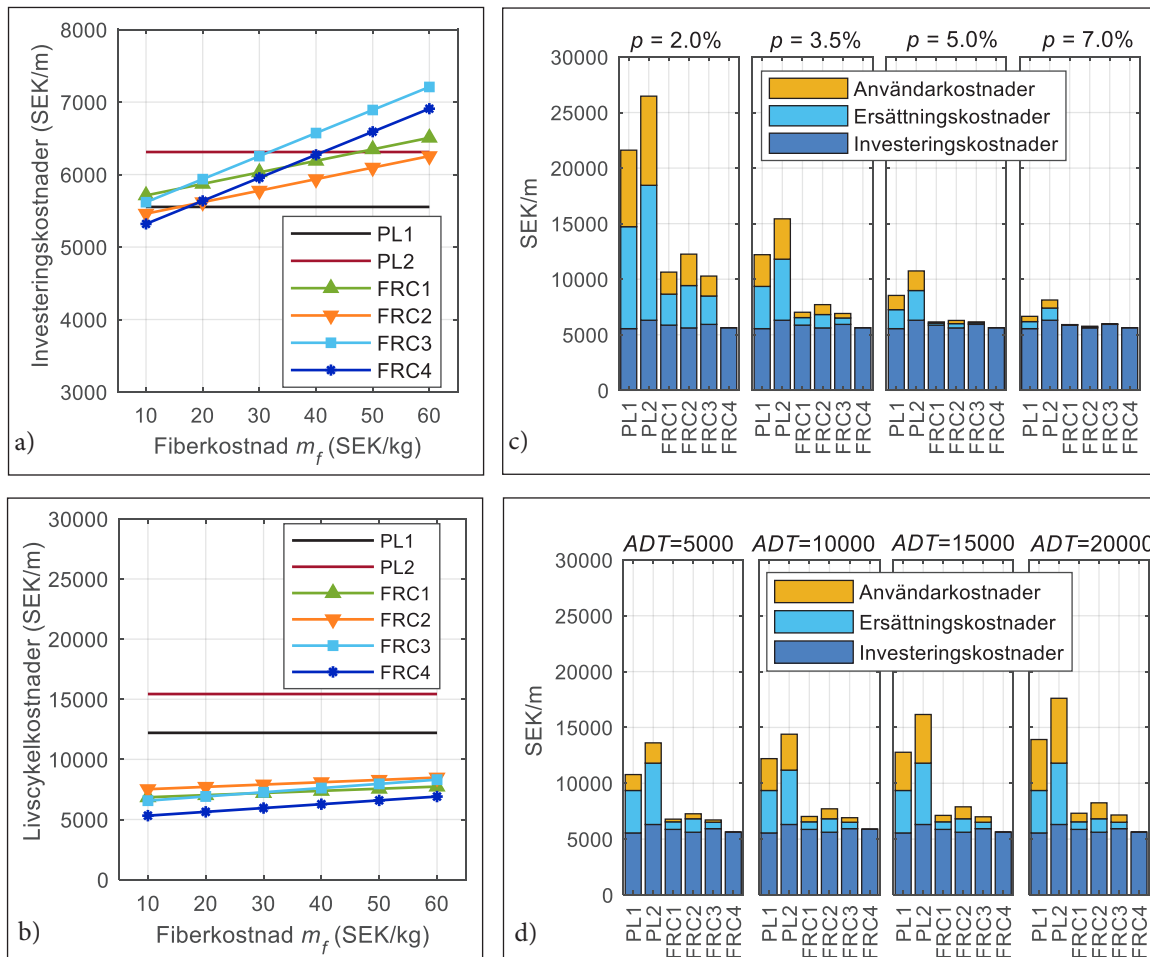 8000
7000
6000
5000
4000
3000
Investeringskostnader (SEK/m)
PL1
PL2
FRC1
FRC2
FRC3
FRC4
10 20 30 40 50 60
Fiberkostnad m_f (SEK/kg)
a)
p = 2.0% p = 3.5% p = 5.0% p = 7.0%
30000
25000
20000
15000
10000
5000
0
SEK/m
Användarkostnader
Ersättningskostnader
Investeringskostnader
PL1 PL2 FRC1 FRC2 FRC3 FRC4 PL1 PL2 FRC1 FRC2 FRC3 FRC4 PL1 PL2 FRC1 FRC2 FRC3 FRC4 PL1 PL2 FRC1 FRC2 FRC3 FRC4
c)
30000
25000
20000
15000
10000
5000
0
Livscykelkostnader (SEK/m)
PL1
PL2
FRC1
FRC2
FRC3
FRC4
10 20 30 40 50 60
Fiberkostnad m_f (SEK/kg)
b)
ADT=5000 ADT=10000 ADT=15000 ADT=20000
30000
25000
20000
15000
10000
5000
0
SEK/m
Användarkostnader
Ersättningskostnader
Investeringskostnader
PL1 PL2 FRC1 FRC2 FRC3 FRC4 PL1 PL2 FRC1 FRC2 FRC3 FRC4 PL1 PL2 FRC1 FRC2 FRC3 FRC4 PL1 PL2 FRC1 FRC2 FRC3 FRC4
d)